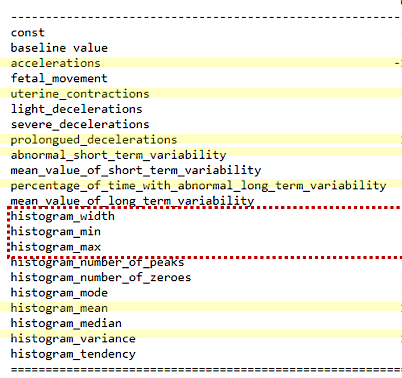 const
baseline value
accelerations
fetal_movement
uterine_contractions
light_decelerations
severe_decelerations
prolongued_decelerations
abnormal_short_term_variability
mean_value_of_short_term_variability
percentage_of_time_with_abnormal_long_term_variability
mean_value_of_long_term_variability
histogram_width
histogram_min
histogram_max
histogram_number_of_peaks
histogram_number_of_zeroes
histogram_mode
histogram_mean
histogram_median
histogram_variance
histogram_tendency